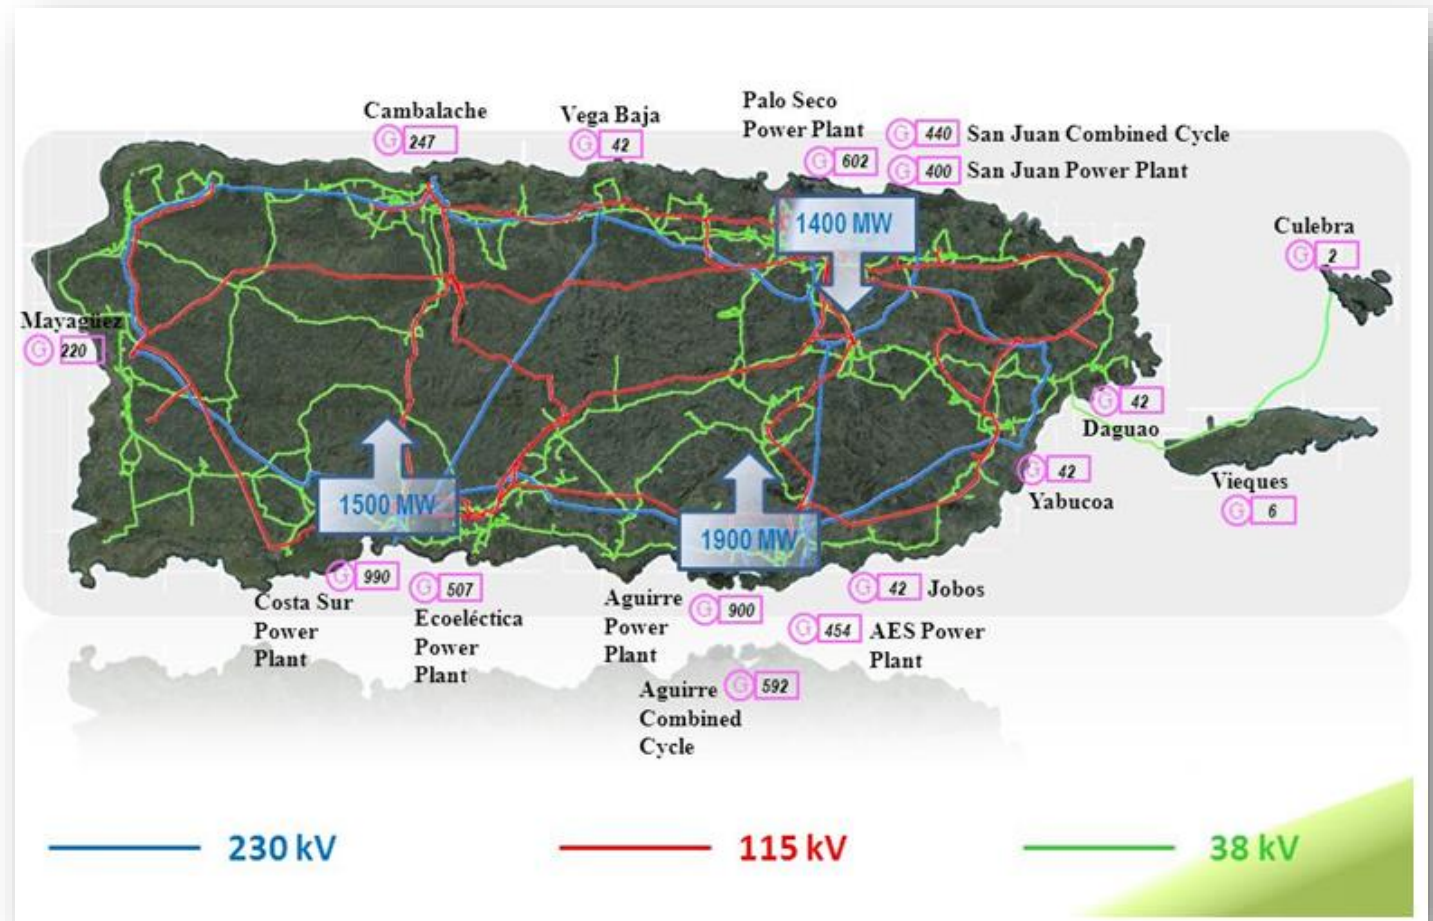 Cambalache
G 247
Vega Baja
G 42
Palo Seco
Power Plant
G 602
G 440 San Juan Combined Cycle
G 400 San Juan Power Plant
1400 MW
Culebra
G 2
Mayagüez
G 220
G 42
Daguao
G 42
Yabucoa
Vieques
G 6
1500 MW
1900 MW
G 990
Costa Sur
Power
Plant
G 507
Ecoeléctica
Power
Plant
Aguirre
Power
Plant
G 900
G 42 Jobos
G 454 AES Power
Plant
Aguirre
Combined
Cycle
G 592
230 kV
115 kV
38 kV